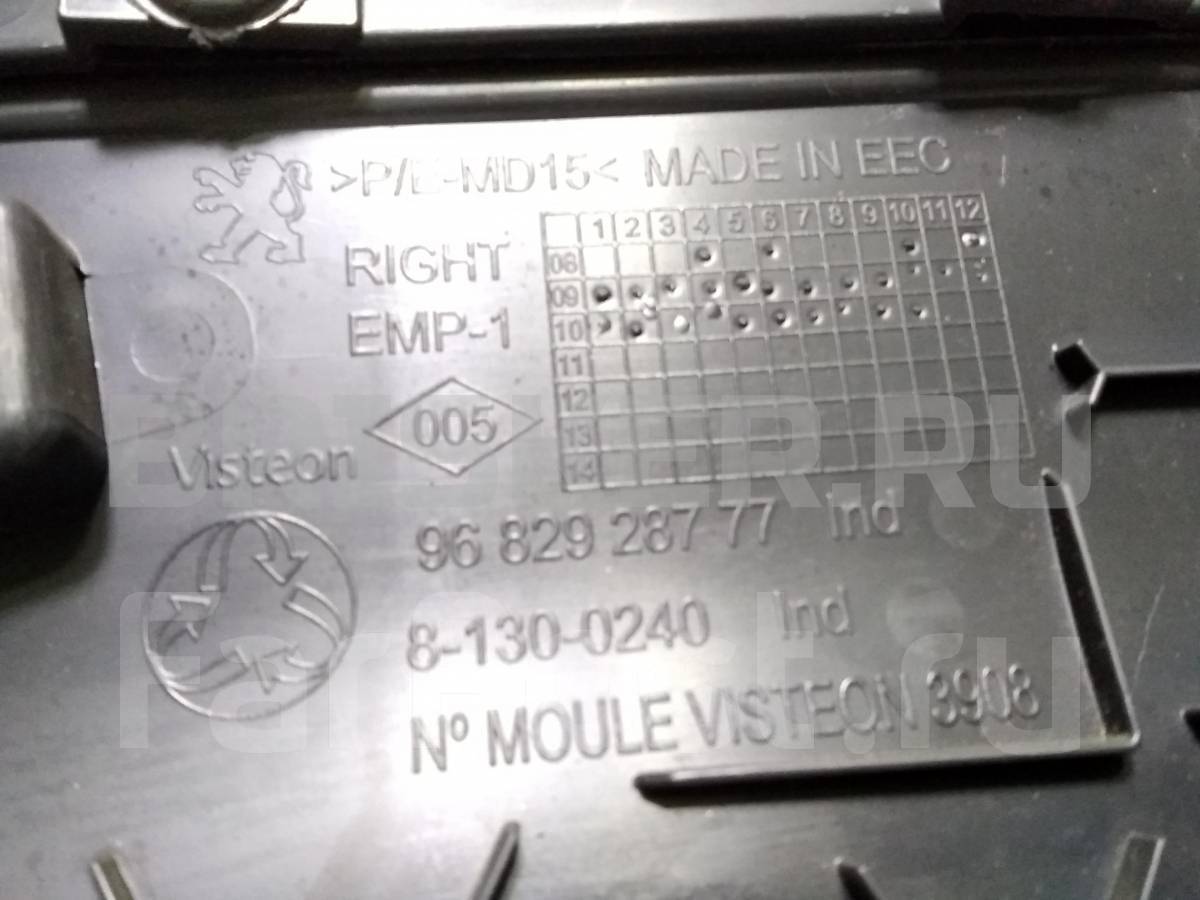 >P/E-MD15< MADE IN EEC
RIGHT
EMP-1
1 2 3 4 5 6 7 8 9 10 11 12
08
09
10
11
12
13
14
005
Visteon
96 829 287 77 Ind
8-130-0240 Ind
Nº MOULE VISTEON 3908
FarPost.ru